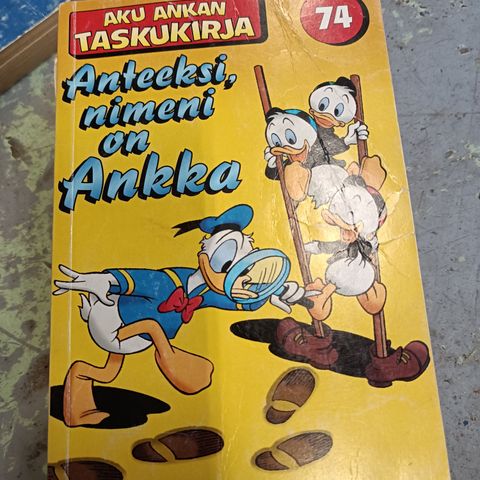 AKU ANKAN
TASKUKIRJA
74
Anteeksi,
nimeni
on
Ankka